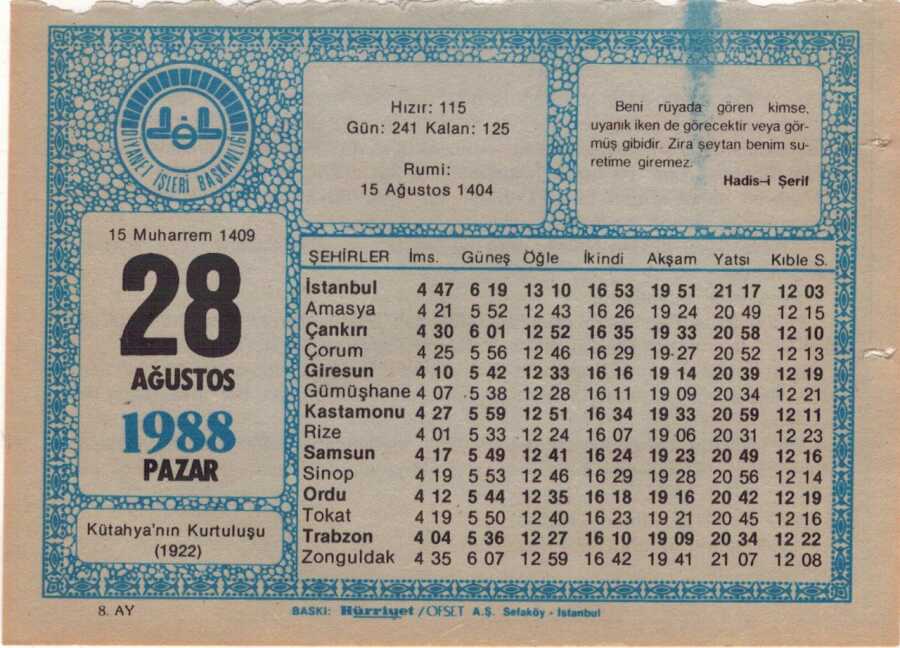 DİYANET İŞLERİ BAŞKANLIĞI
Hızır: 115
Gün: 241 Kalan: 125
Rumi:
15 Ağustos 1404
Beni rüyada gören kimse,
uyanık iken de görecektir veya gör-
müş gibidir. Zira şeytan benim su-
retime giremez.
Hadis-i Şerif
15 Muharrem 1409
28
AĞUSTOS
1988
PAZAR
Kütahya'nın Kurtuluşu
(1922)
ŞEHİRLER İms. Güneş Öğle İkindi Akşam Yatsı Kıble S.
İstanbul 4 47 6 19 13 10 16 53 19 51 21 17 12 03
Amasya 4 21 5 52 12 43 16 26 19 24 20 49 12 15
Çankırı 4 30 6 01 12 52 16 35 19 33 20 58 12 10
Çorum 4 25 5 56 12 46 16 29 19 27 20 52 12 13
Giresun 4 10 5 42 12 33 16 16 19 14 20 39 12 19
Gümüşhane 4 07 5 38 12 28 16 11 19 09 20 34 12 21
Kastamonu 4 27 5 59 12 51 16 34 19 33 20 59 12 11
Rize 4 01 5 33 12 24 16 07 19 06 20 31 12 23
Samsun 4 17 5 49 12 41 16 24 19 23 20 49 12 16
Sinop 4 19 5 53 12 46 16 29 19 28 20 56 12 14
Ordu 4 12 5 44 12 35 16 18 19 16 20 42 12 19
Tokat 4 19 5 50 12 40 16 23 19 21 20 45 12 16
Trabzon 4 04 5 36 12 27 16 10 19 09 20 34 12 22
Zonguldak 4 35 6 07 12 59 16 42 19 41 21 07 12 08
8. AY
BASKI: Hürriyet / OFSET A.Ş. Sefaköy - İstanbul